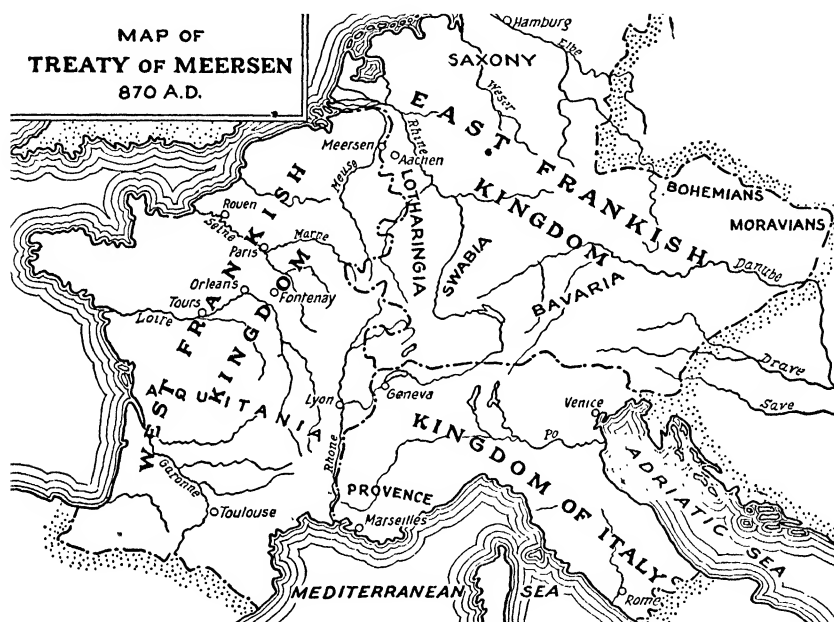 MAP OF
TREATY OF MEERSEN
870 A.D.
Hamburg
Elbe
SAXONY
Weser
EAST FRANKISH
KINGDOM
Rhine
Meersen
Aachen
Meuse
LOTHARINGIA
BOHEMIANS
MORAVIANS
Rouen
Seine
Paris
Marne
SWABIA
Danube
BAVARIA
Orleans
Fontenay
Tours
Loire
WEST FRANKISH
KINGDOM
AQUITANIA
Drave
Save
Lyon
Geneva
Venice
Po
KINGDOM OF ITALY
ADRIATIC SEA
Rhone
PROVENCE
Garonne
Toulouse
Marseilles
MEDITERRANEAN SEA
Rome